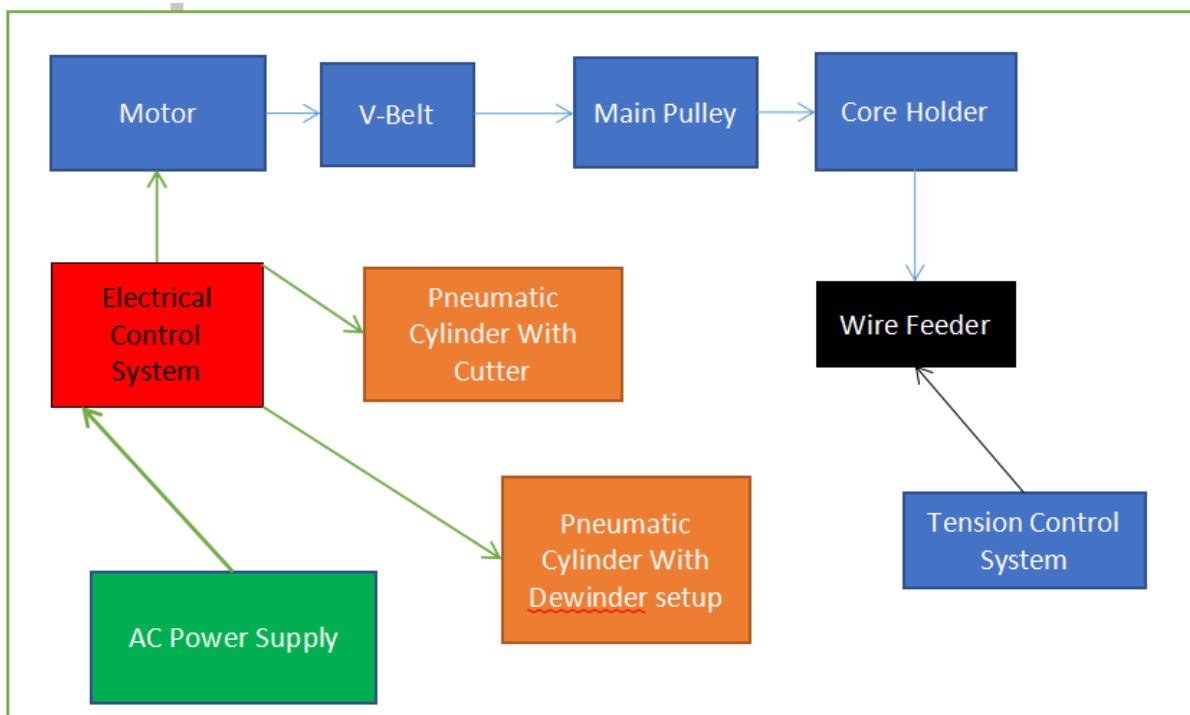 Motor
V-Belt
Main Pulley
Core Holder
Electrical
Control
System
Pneumatic
Cylinder With
Cutter
Wire Feeder
Pneumatic
Cylinder With
Dewinder setup
Tension Control
System
AC Power Supply